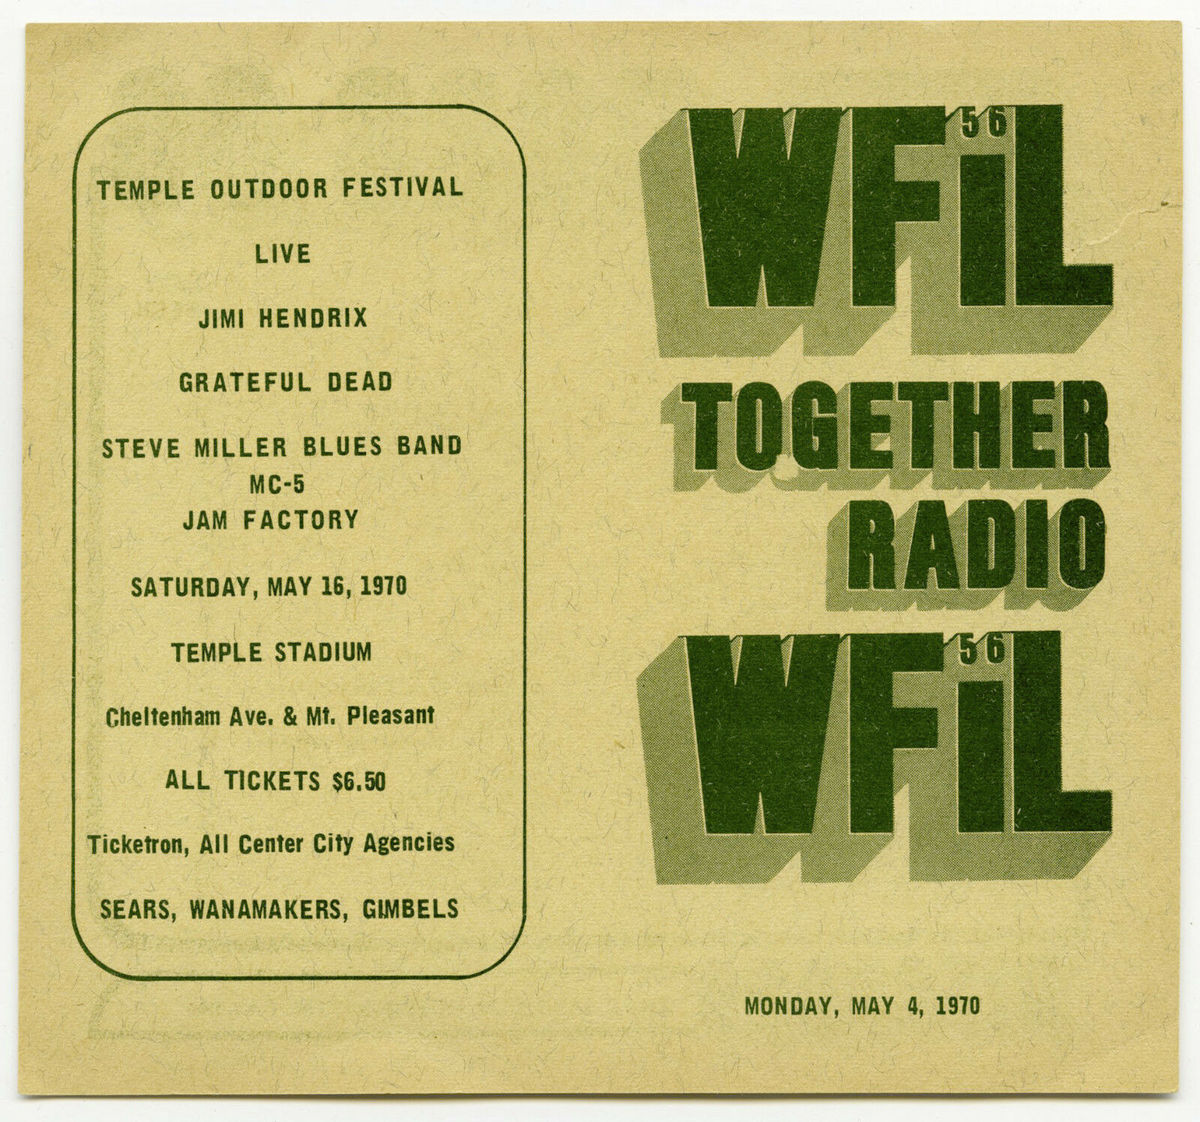 TEMPLE OUTDOOR FESTIVAL
LIVE
JIMI HENDRIX
GRATEFUL DEAD
STEVE MILLER BLUES BAND
MC-5
JAM FACTORY
SATURDAY, MAY 16, 1970
TEMPLE STADIUM
Cheltenham Ave. & Mt. Pleasant
ALL TICKETS $6.50
Ticketron, All Center City Agencies
SEARS, WANAMAKERS, GIMBELS
WFiL
56
TOGETHER
RADIO
WFiL
56
MONDAY, MAY 4, 1970